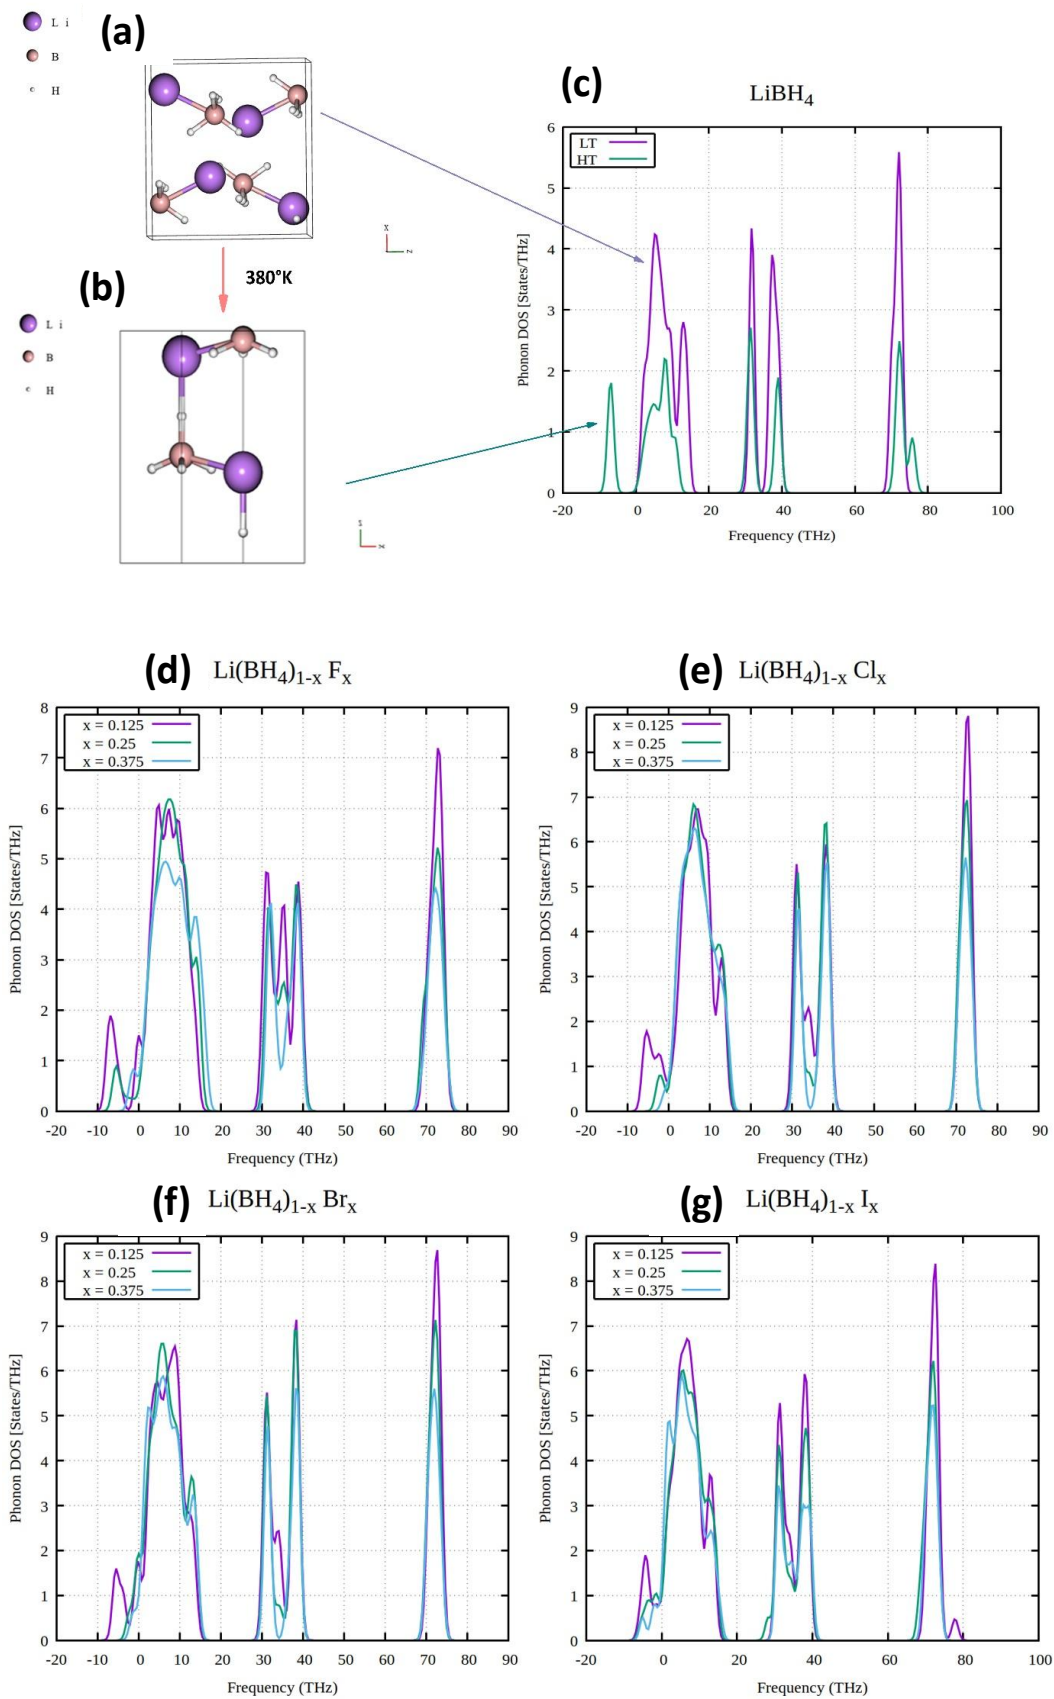 (a)
L i
B
H
380°K
X
Z
(b)
L i
B
H
(c)
LiBH4
LT
HT
6
5
4
3
2
1
0
Phonon DOS [States/THz]
-20 0 20 40 60 80 100
Frequency (THz)
(d) Li(BH4)1-x Fx
x = 0.125
x = 0.25
x = 0.375
8
7
6
5
4
3
2
1
0
Phonon DOS [States/THz]
-20 -10 0 10 20 30 40 50 60 70 80 90
Frequency (THz)
(e) Li(BH4)1-x Clx
x = 0.125
x = 0.25
x = 0.375
9
8
7
6
5
4
3
2
1
0
Phonon DOS [States/THz]
-20 -10 0 10 20 30 40 50 60 70 80 90
Frequency (THz)
(f) Li(BH4)1-x Brx
x = 0.125
x = 0.25
x = 0.375
9
8
7
6
5
4
3
2
1
0
Phonon DOS [States/THz]
-20 -10 0 10 20 30 40 50 60 70 80 90
Frequency (THz)
(g) Li(BH4)1-x Ix
x = 0.125
x = 0.25
x = 0.375
9
8
7
6
5
4
3
2
1
0
Phonon DOS [States/THz]
-20 0 20 40 60 80 100
Frequency (THz)